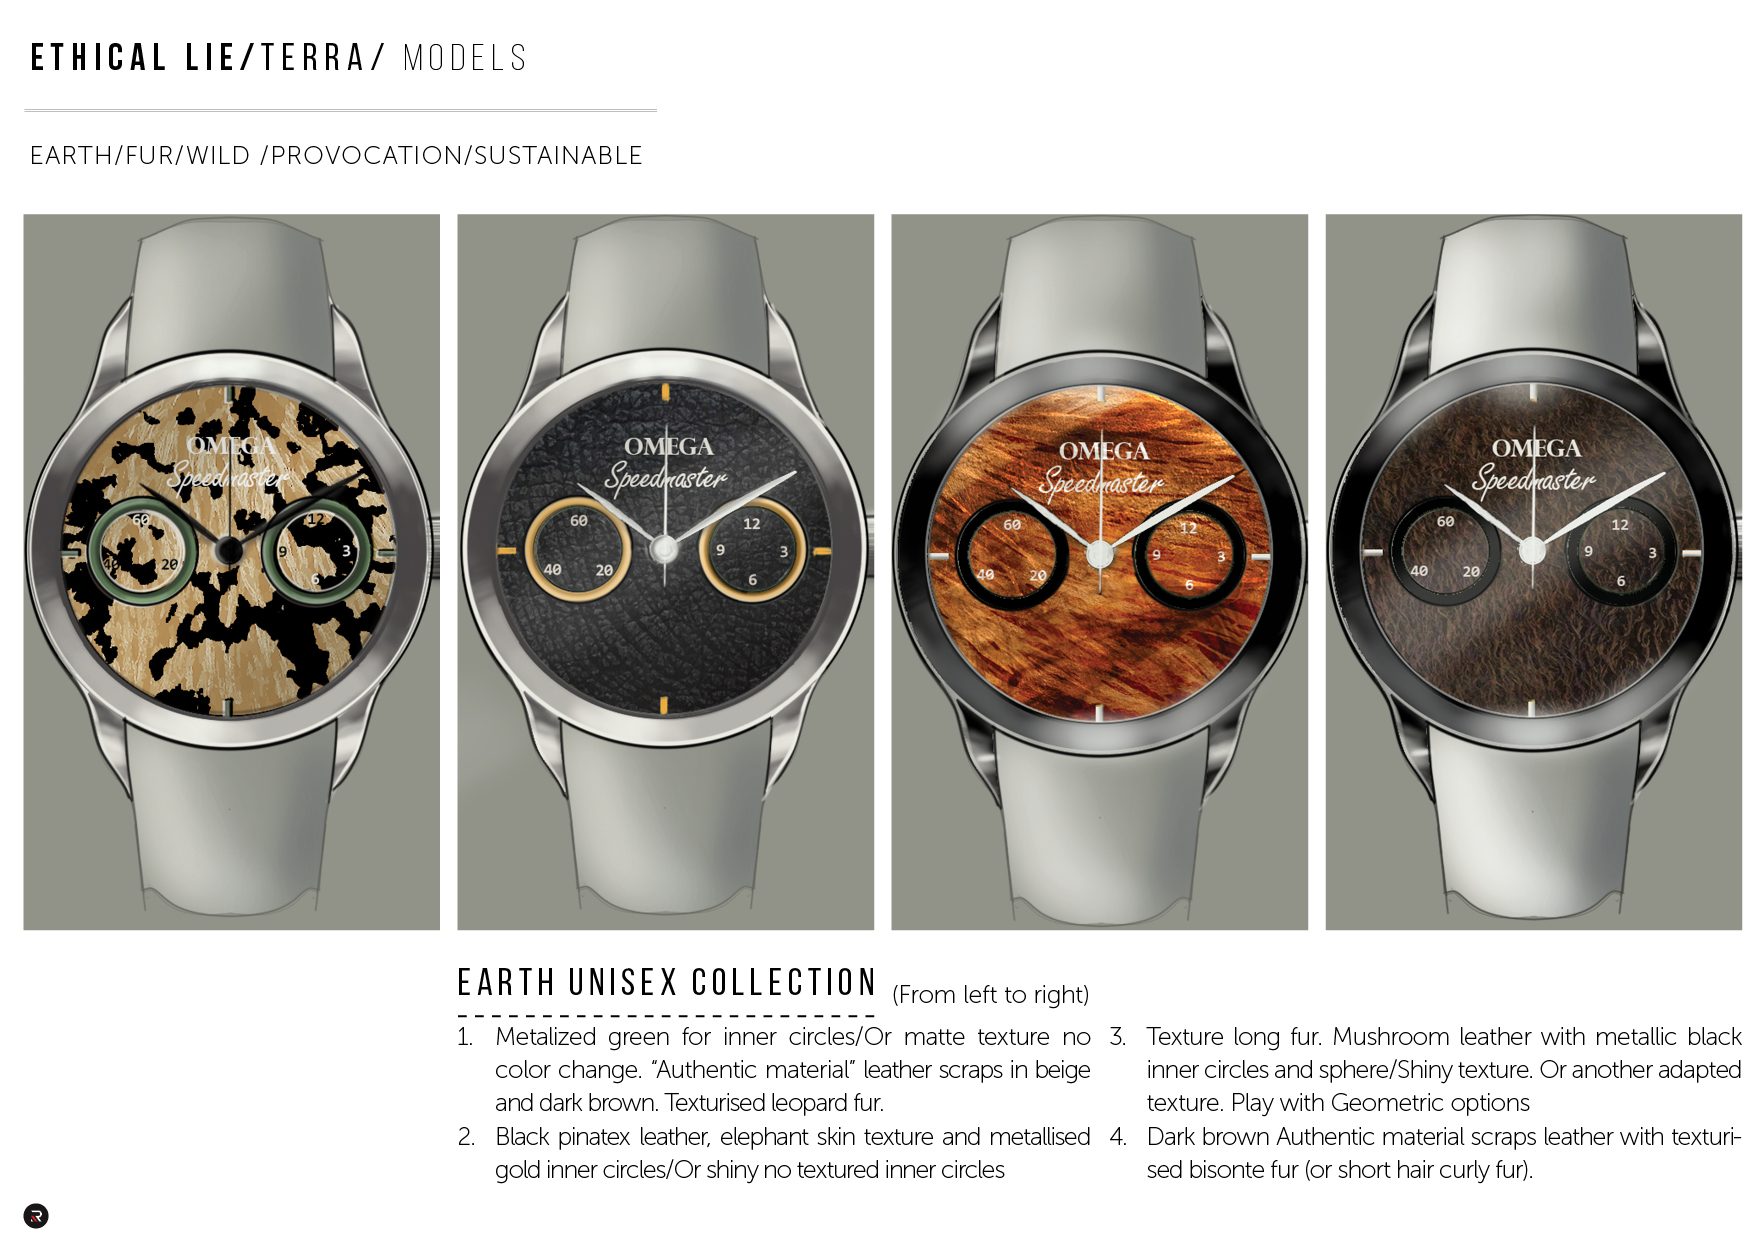 ETHICAL LIE/TERRA/ MODELS
EARTH/FUR/WILD /PROVOCATION/SUSTAINABLE
OMEGA
Speedmaster
60
40
20
12
9
3
6
OMEGA
Speedmaster
60
40
20
12
9
3
6
OMEGA
Speedmaster
60
40
20
12
9
3
6
OMEGA
Speedmaster
60
40
20
12
9
3
6
EARTH UNISEX COLLECTION (From left to right)
1. Metalized green for inner circles/Or matte texture no
color change. “Authentic material” leather scraps in beige
and dark brown. Texturised leopard fur.
2. Black pinatex leather, elephant skin texture and metallised
gold inner circles/Or shiny no textured inner circles
3. Texture long fur. Mushroom leather with metallic black
inner circles and sphere/Shiny texture. Or another adapted
texture. Play with Geometric options
4. Dark brown Authentic material scraps leather with texturi-
sed bisonte fur (or short hair curly fur).
R